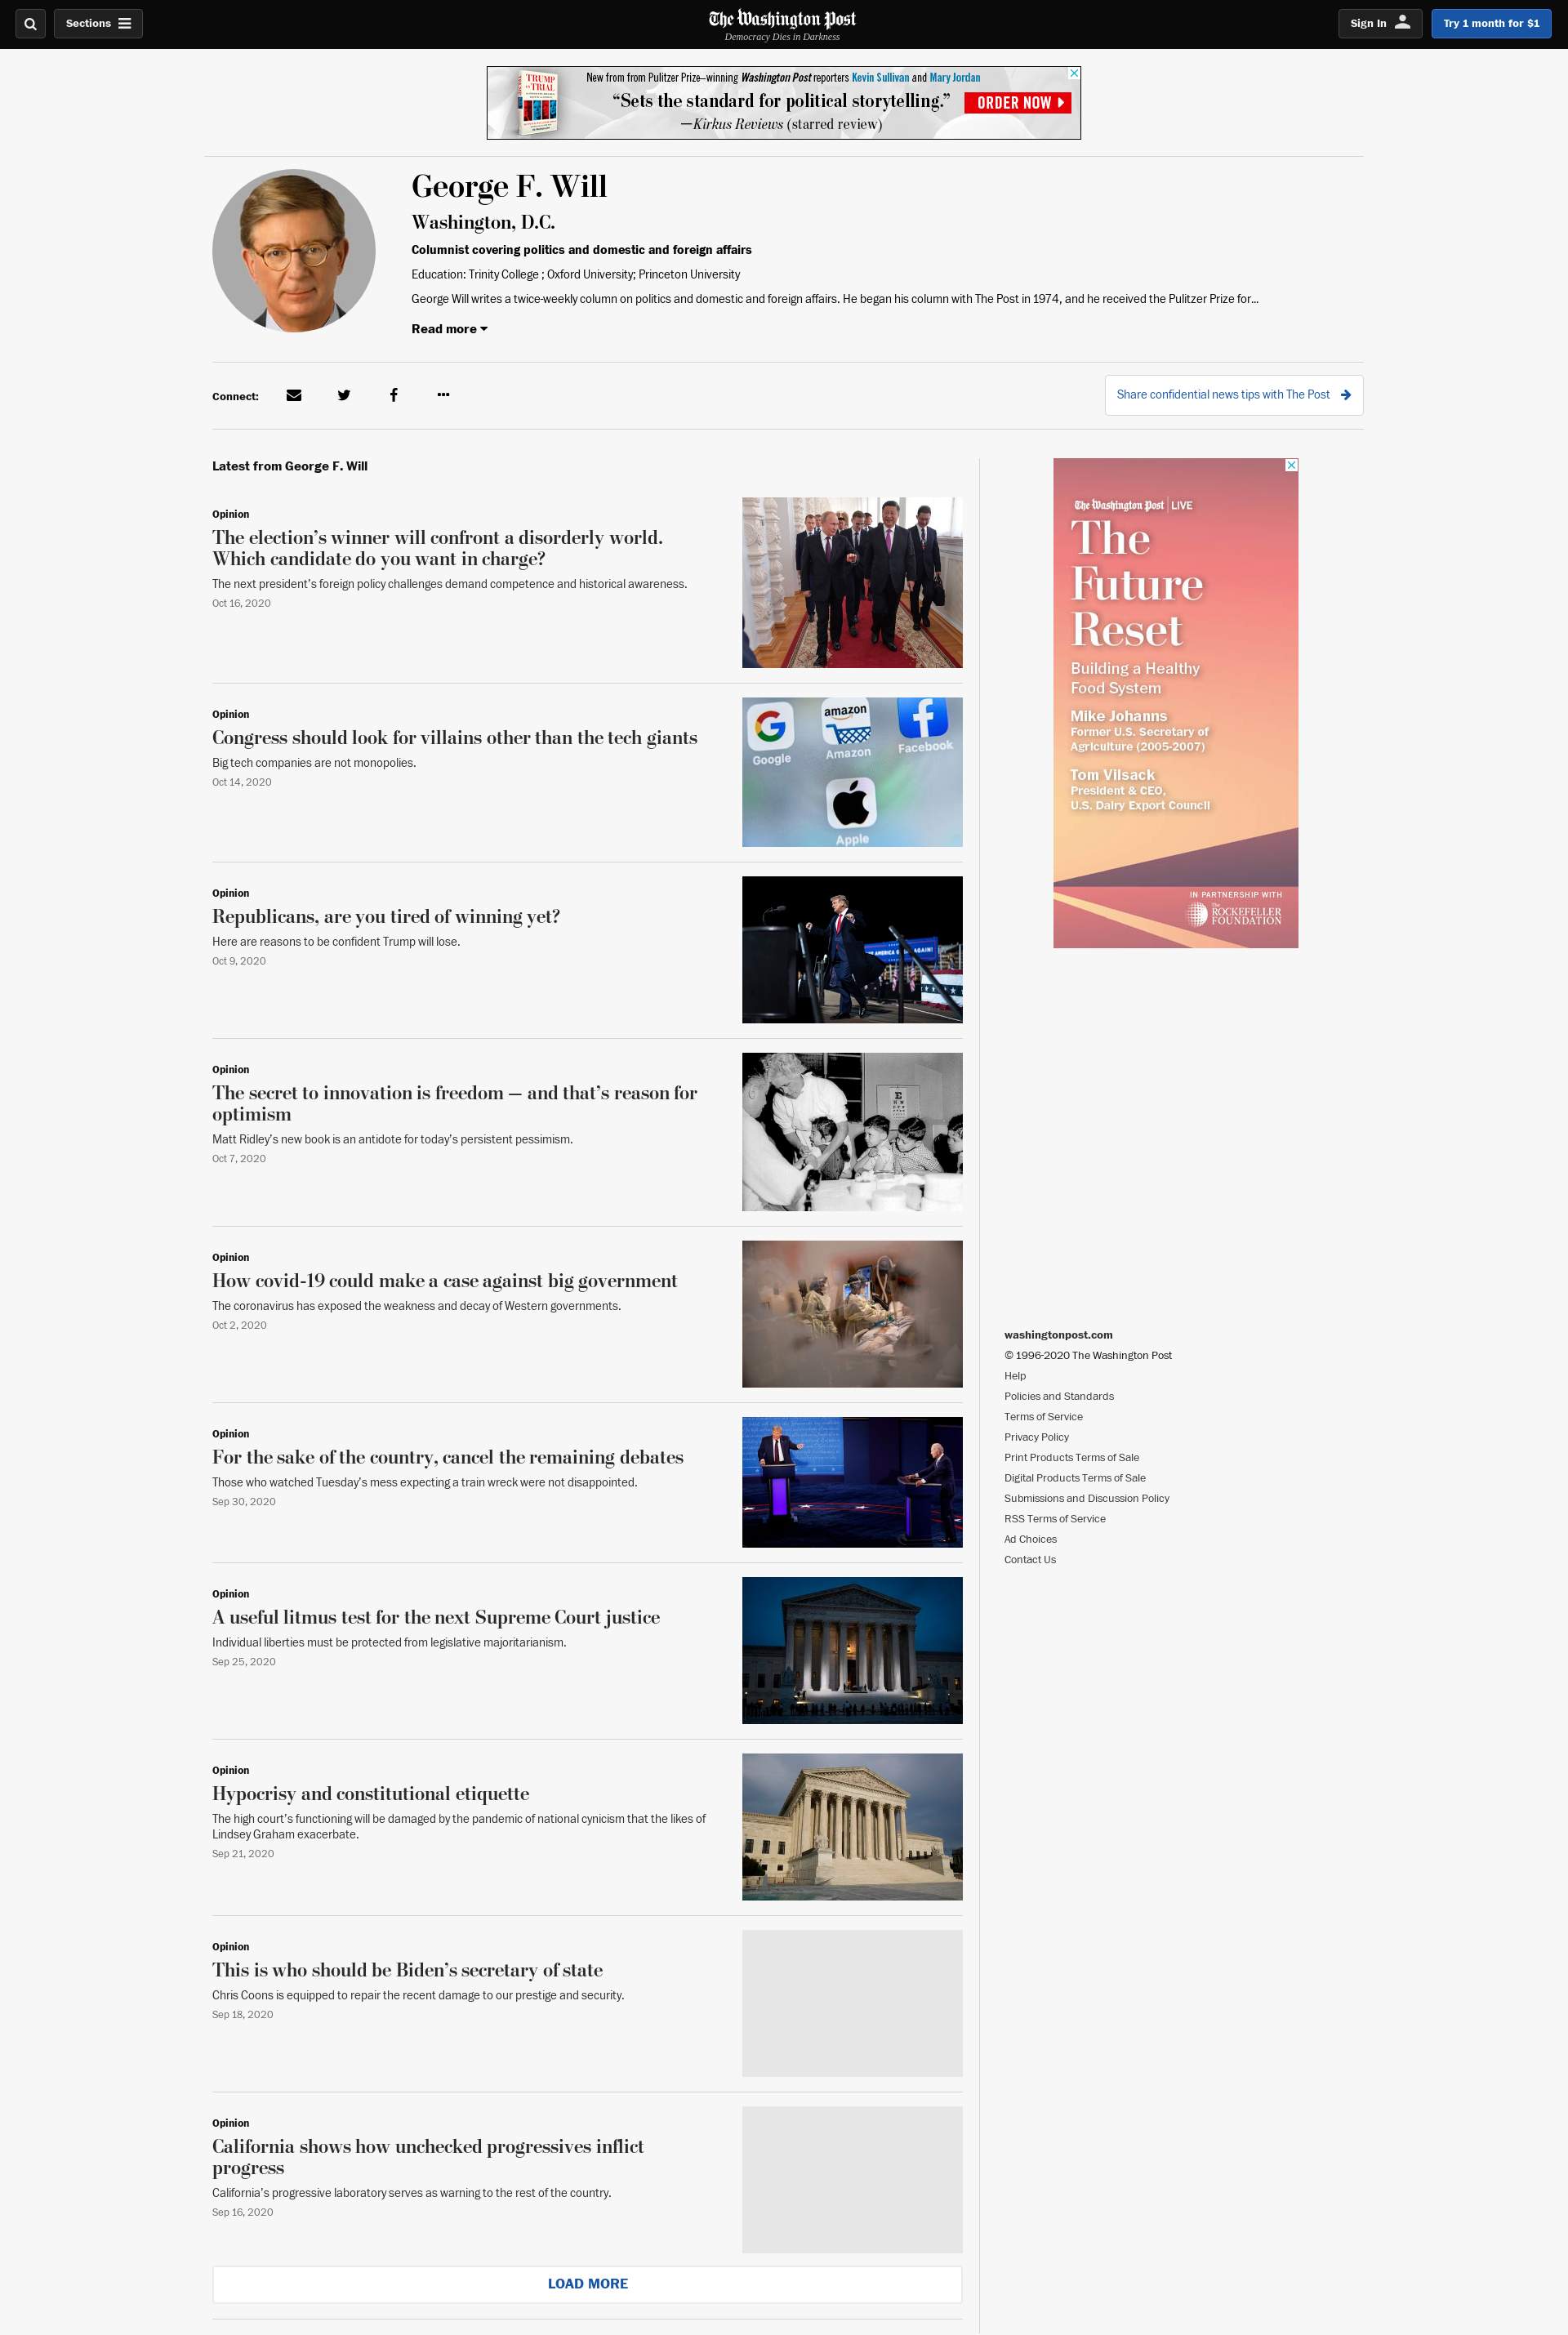 Sections
The Washington Post
Democracy Dies in Darkness
Sign In
Try 1 month for $1
TRUMP
ON TRIAL
New from from Pulitzer Prize–winning Washington Post reporters Kevin Sullivan and Mary Jordan
“Sets the standard for political storytelling.”
—Kirkus Reviews (starred review)
ORDER NOW
George F. Will
Washington, D.C.
Columnist covering politics and domestic and foreign affairs
Education: Trinity College ; Oxford University; Princeton University
George Will writes a twice-weekly column on politics and domestic and foreign affairs. He began his column with The Post in 1974, and he received the Pulitzer Prize for...
Read more
Connect:
Share confidential news tips with The Post
Latest from George F. Will
Opinion
The election’s winner will confront a disorderly world.
Which candidate do you want in charge?
The next president’s foreign policy challenges demand competence and historical awareness.
Oct 16, 2020
Opinion
Congress should look for villains other than the tech giants
Big tech companies are not monopolies.
Oct 14, 2020
Google
amazon
Amazon
Facebook
Apple
Opinion
Republicans, are you tired of winning yet?
Here are reasons to be confident Trump will lose.
Oct 9, 2020
AMERICA AGAIN!
Opinion
The secret to innovation is freedom — and that’s reason for
optimism
Matt Ridley’s new book is an antidote for today’s persistent pessimism.
Oct 7, 2020
E
Opinion
How covid-19 could make a case against big government
The coronavirus has exposed the weakness and decay of Western governments.
Oct 2, 2020
Opinion
For the sake of the country, cancel the remaining debates
Those who watched Tuesday’s mess expecting a train wreck were not disappointed.
Sep 30, 2020
Opinion
A useful litmus test for the next Supreme Court justice
Individual liberties must be protected from legislative majoritarianism.
Sep 25, 2020
Opinion
Hypocrisy and constitutional etiquette
The high court’s functioning will be damaged by the pandemic of national cynicism that the likes of
Lindsey Graham exacerbate.
Sep 21, 2020
Opinion
This is who should be Biden’s secretary of state
Chris Coons is equipped to repair the recent damage to our prestige and security.
Sep 18, 2020
Opinion
California shows how unchecked progressives inflict
progress
California’s progressive laboratory serves as warning to the rest of the country.
Sep 16, 2020
LOAD MORE
The Washington Post LIVE
The
Future
Reset
Building a Healthy
Food System
Mike Johanns
Former U.S. Secretary of
Agriculture (2005-2007)
Tom Vilsack
President & CEO,
U.S. Dairy Export Council
IN PARTNERSHIP WITH
The
ROCKEFELLER
FOUNDATION
washingtonpost.com
© 1996-2020 The Washington Post
Help
Policies and Standards
Terms of Service
Privacy Policy
Print Products Terms of Sale
Digital Products Terms of Sale
Submissions and Discussion Policy
RSS Terms of Service
Ad Choices
Contact Us